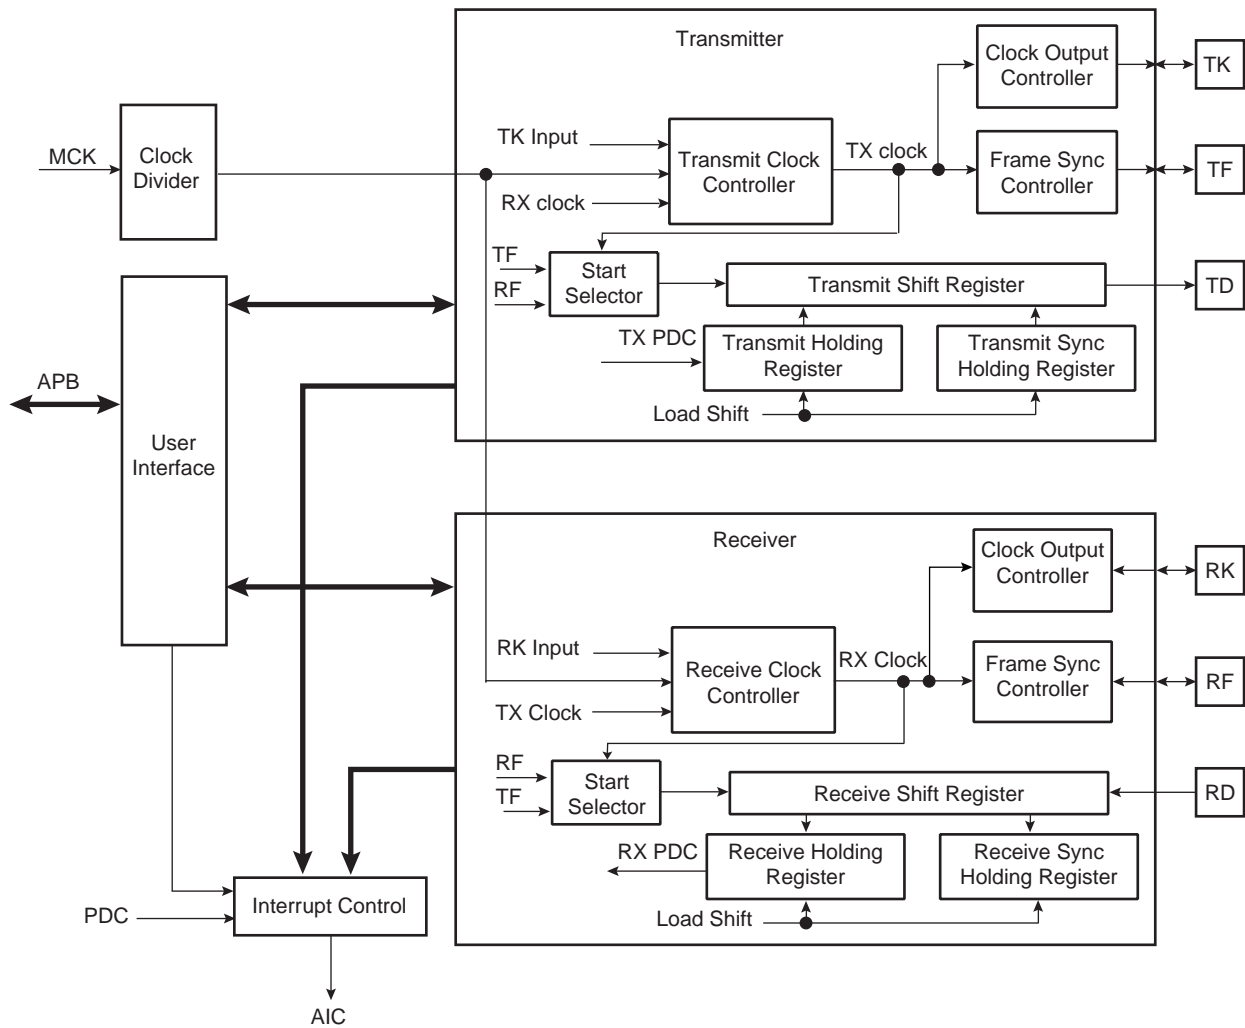 Transmitter
Clock Output
Controller
TK
MCK
Clock
Divider
TK Input
Transmit Clock
Controller
RX clock
TX clock
Frame Sync
Controller
TF
TF
RF
Start
Selector
Transmit Shift Register
TD
TX PDC
Transmit Holding
Register
Transmit Sync
Holding Register
Load Shift
APB
User
Interface
Receiver
Clock Output
Controller
RK
RK Input
Receive Clock
Controller
TX Clock
RX Clock
Frame Sync
Controller
RF
RF
TF
Start
Selector
Receive Shift Register
RD
RX PDC
Receive Holding
Register
Receive Sync
Holding Register
Load Shift
PDC
Interrupt Control
AIC